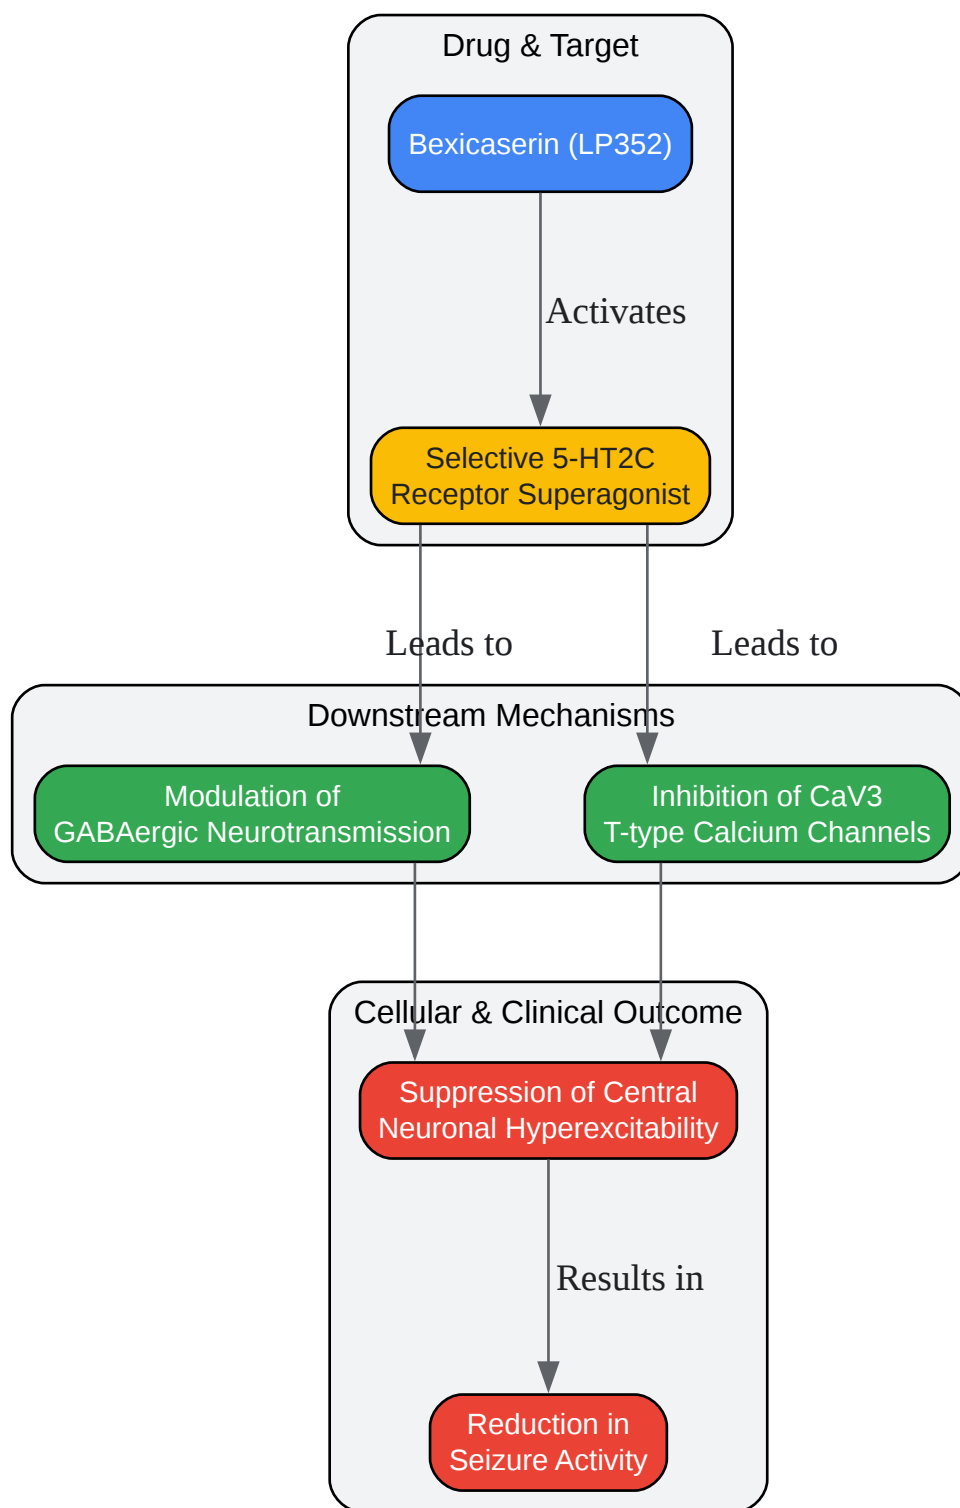 Drug & Target
Bexicaserin (LP352)
Activates
Selective 5-HT2C
Receptor Superagonist
Leads to
Leads to
Downstream Mechanisms
Modulation of
GABAergic Neurotransmission
Inhibition of CaV3
T-type Calcium Channels
Cellular & Clinical Outcome
Suppression of Central
Neuronal Hyperexcitability
Results in
Reduction in
Seizure Activity